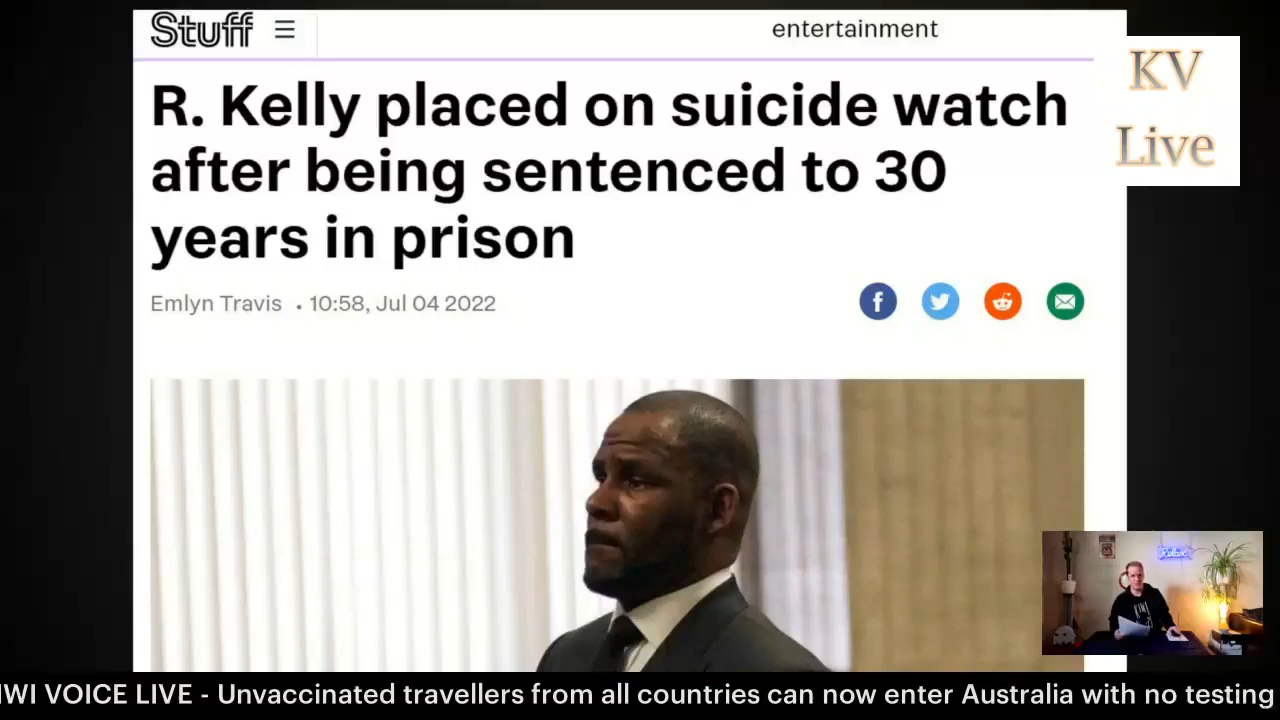 Stuff
entertainment
KV
Live
R. Kelly placed on suicide watch
after being sentenced to 30
years in prison
Emlyn Travis • 10:58, Jul 04 2022
IWI VOICE LIVE - Unvaccinated travellers from all countries can now enter Australia with no testing